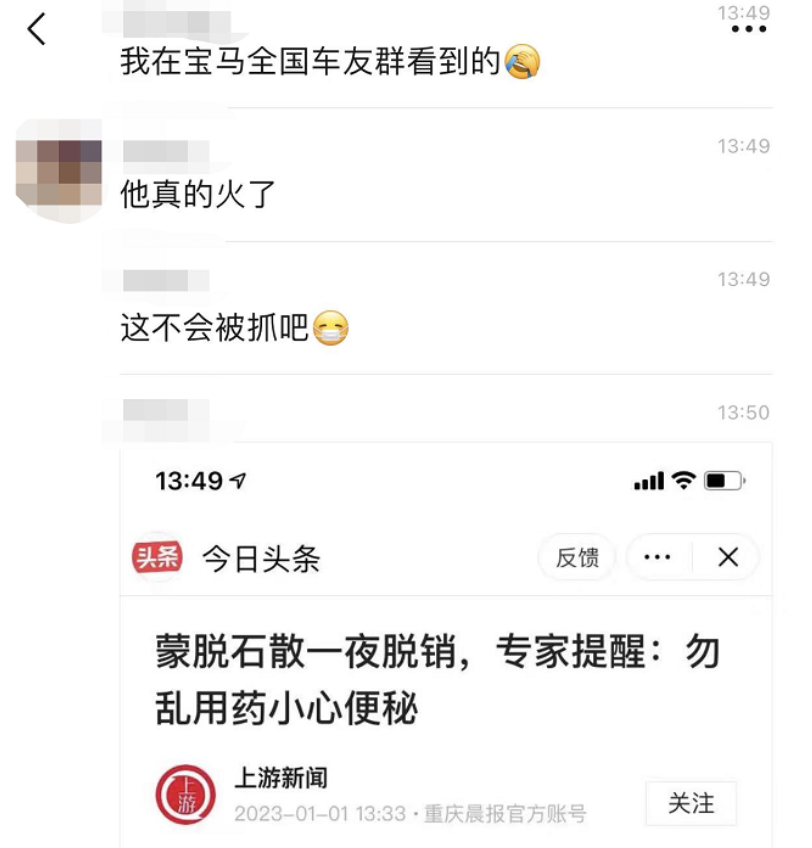 13:49
我在宝马全国车友群看到的🤦
13:49
他真的火了
13:49
这不会被抓吧😷
13:50
13:49
头条 今日头条 反馈
蒙脱石散一夜脱销，专家提醒：勿
乱用药小心便秘
上游
上游新闻
2023-01-01 13:33 · 重庆晨报官方账号
关注